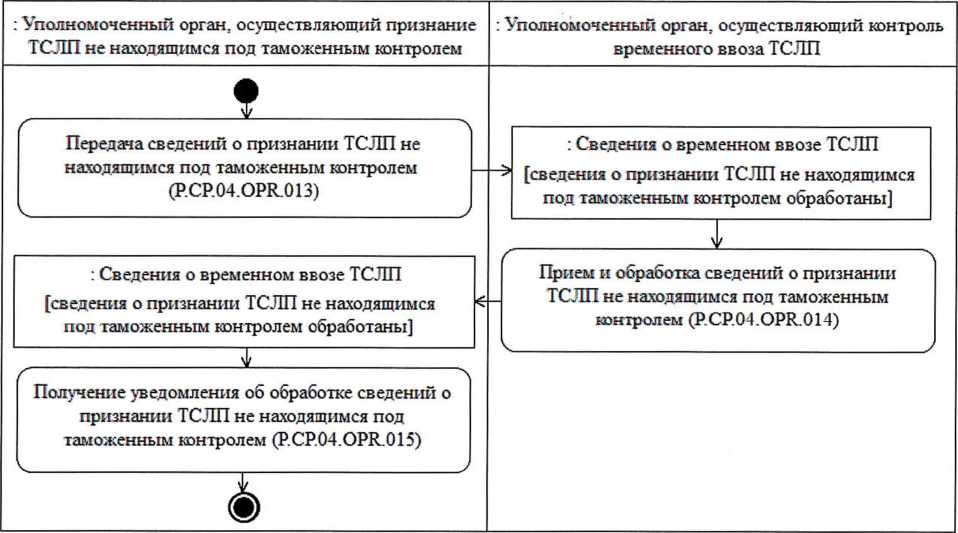 : Уполномоченный орган, осуществляющий признание
ТСЛП не находящимся под таможенным контролем
: Уполномоченный орган, осуществляющий контроль
временного ввоза ТСЛП
Передача сведений о признании ТСЛП не
находящимся под таможенным контролем
(P.CP.04.OPR.013)
: Сведения о временном ввозе ТСЛП
[сведения о признании ТСЛП не находящимся
под таможенным контролем обработаны]
Прием и обработка сведений о признании
ТСЛП не находящимся под таможенным
контролем (P.CP.04.OPR.014)
: Сведения о временном ввозе ТСЛП
[сведения о признании ТСЛП не находящимся
под таможенным контролем обработаны]
Получение уведомления об обработке сведений о
признании ТСЛП не находящимся под
таможенным контролем (P.CP.04.OPR.015)